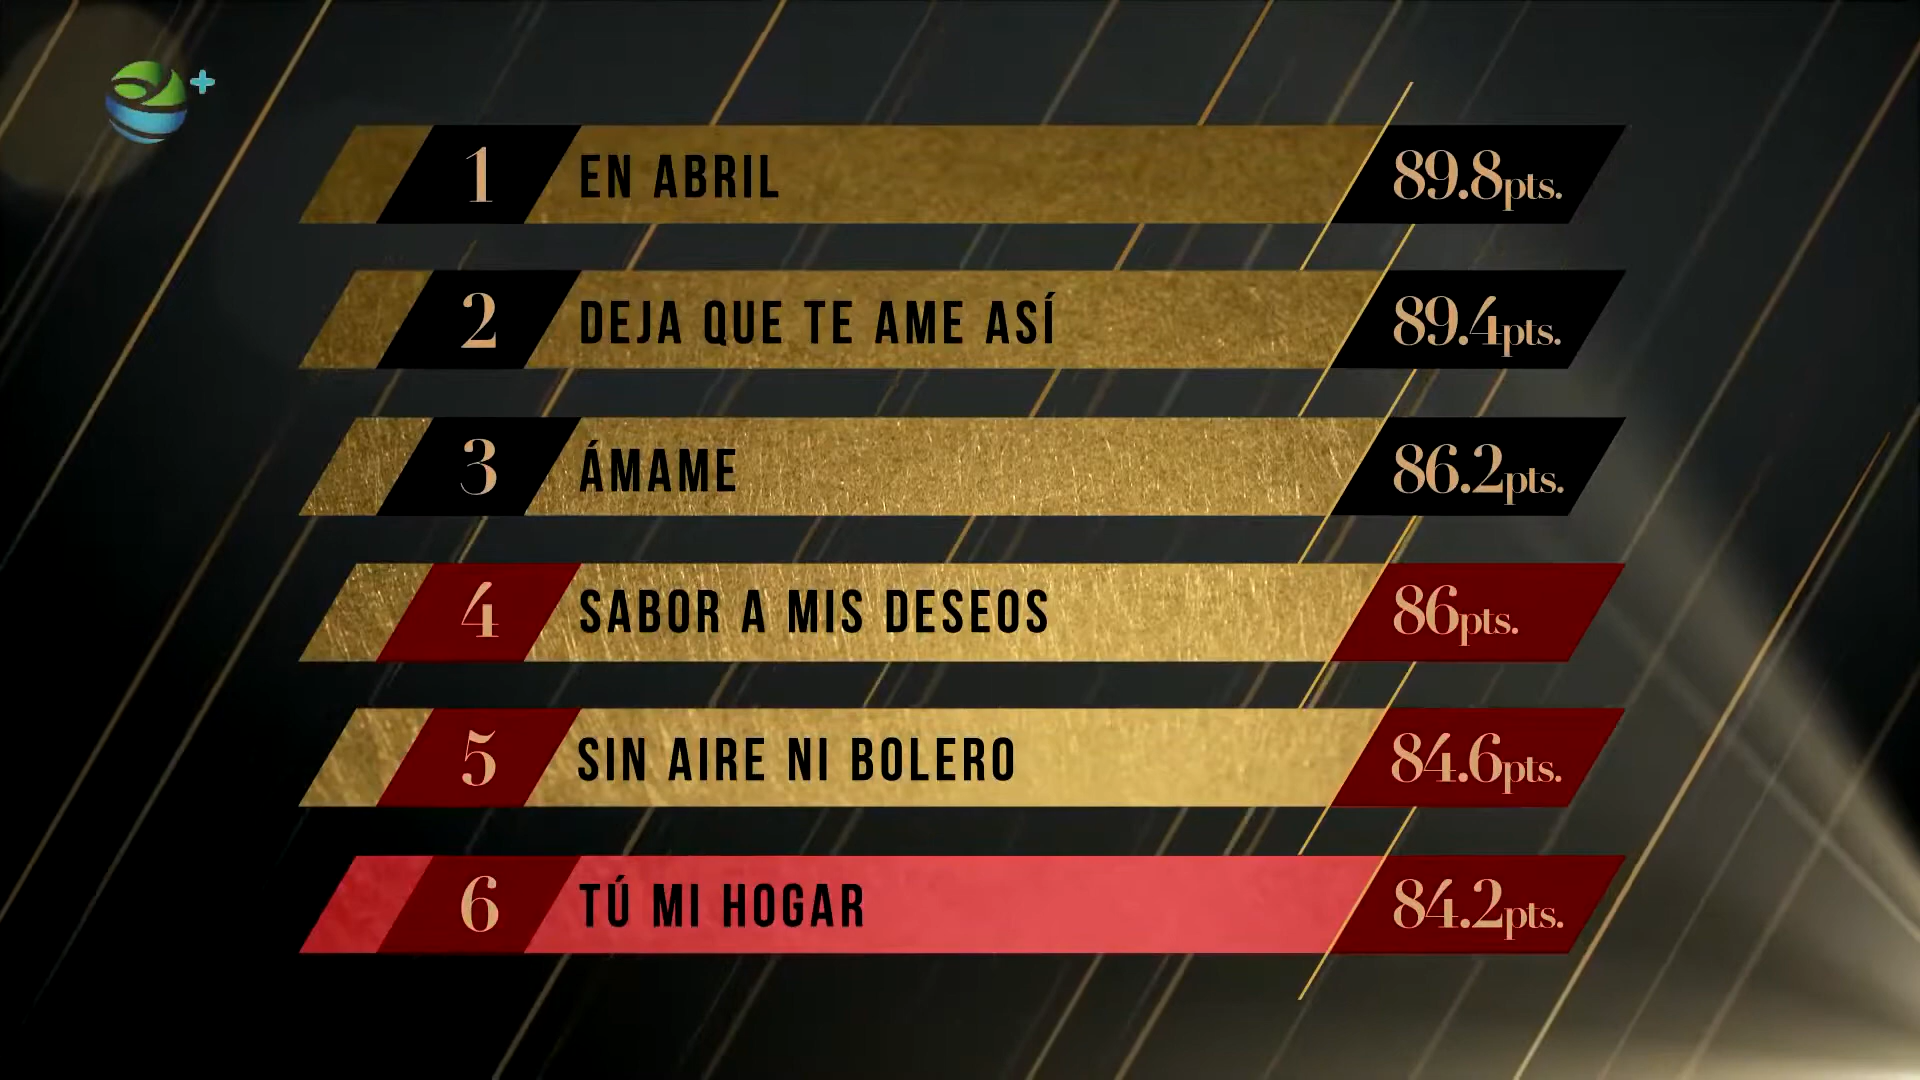 1 EN ABRIL 89.8pts.
2 DEJA QUE TE AME ASÍ 89.4pts.
3 ÁMAME 86.2pts.
4 SABOR A MIS DESEOS 86pts.
5 SIN AIRE NI BOLERO 84.6pts.
6 TÚ MI HOGAR 84.2pts.